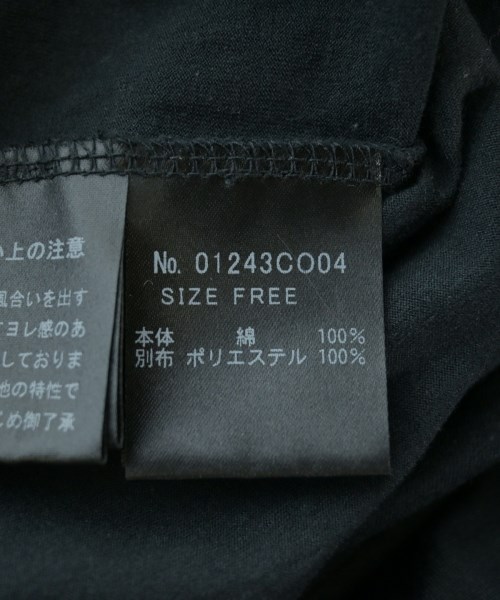 い上の注意
風合いを出す
ヨレ感のあ
しておりま
他の特性で
め御了承
No. 01243CO04
SIZE FREE
本体 綿 100%
別布 ポリエステル 100%